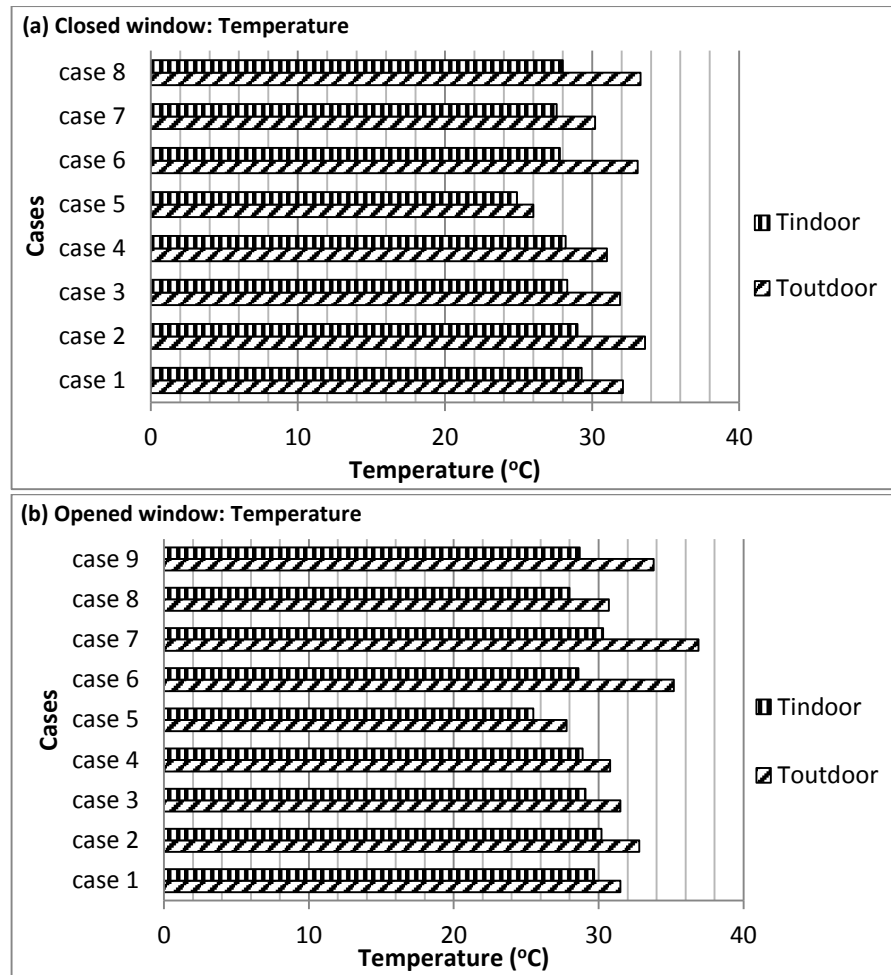 (a) Closed window: Temperature
case 8
case 7
case 6
case 5
case 4
case 3
case 2
case 1
Cases
0 10 20 30 40
Temperature (oC)
Tindoor
Toutdoor
(b) Opened window: Temperature
case 9
case 8
case 7
case 6
case 5
case 4
case 3
case 2
case 1
Cases
0 10 20 30 40
Temperature (oC)
Tindoor
Toutdoor